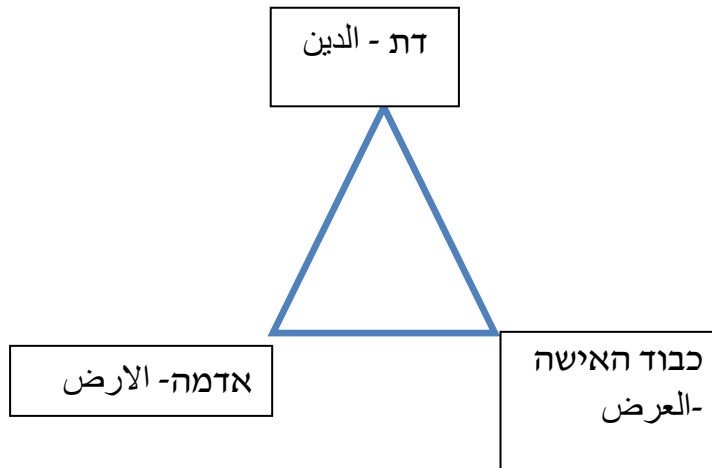 דת - الدين
אדמה- الارض
כבוד האישה
-العرض